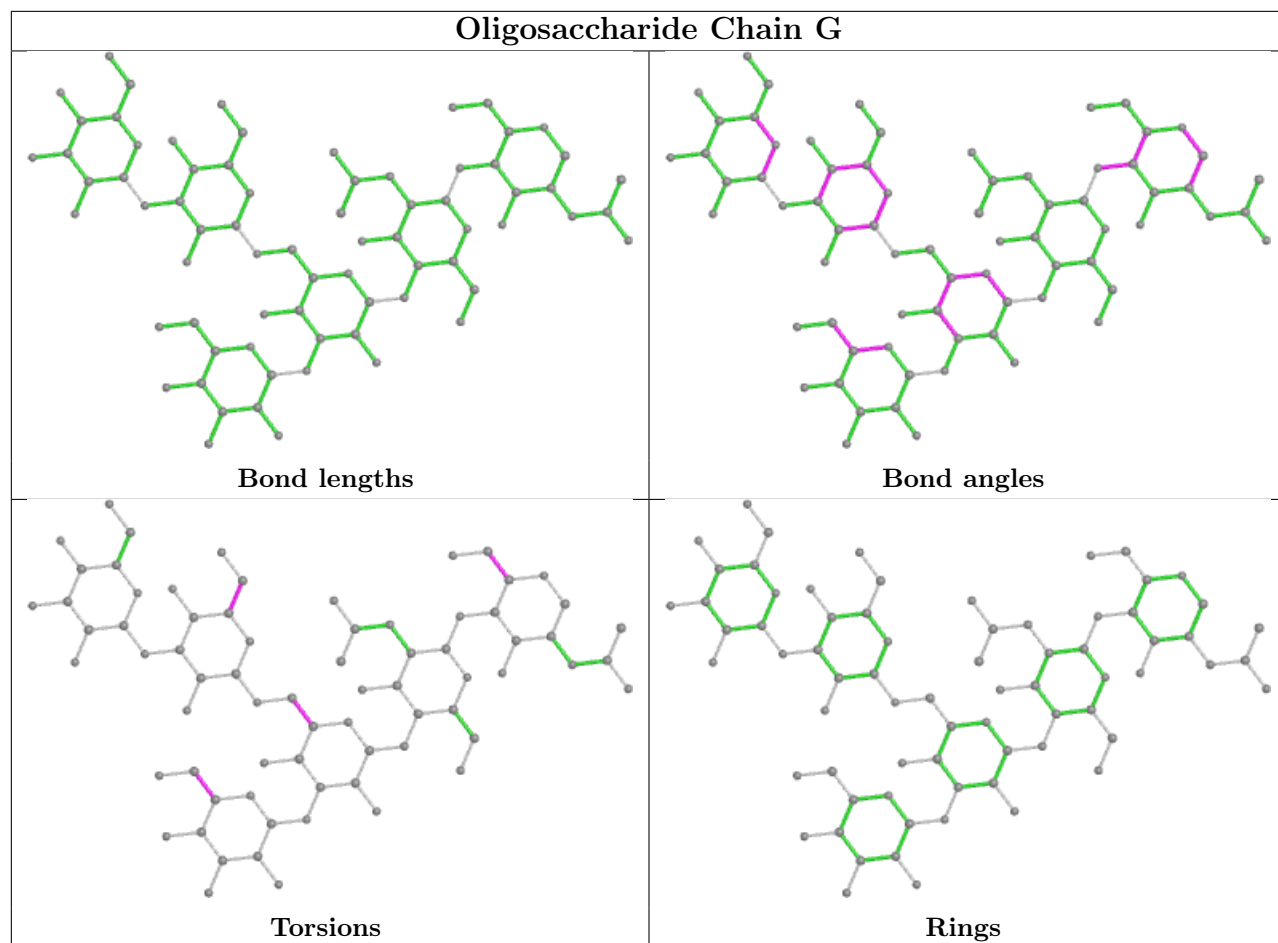 Oligosaccharide Chain G
Bond lengths
Bond angles
Torsions
Rings